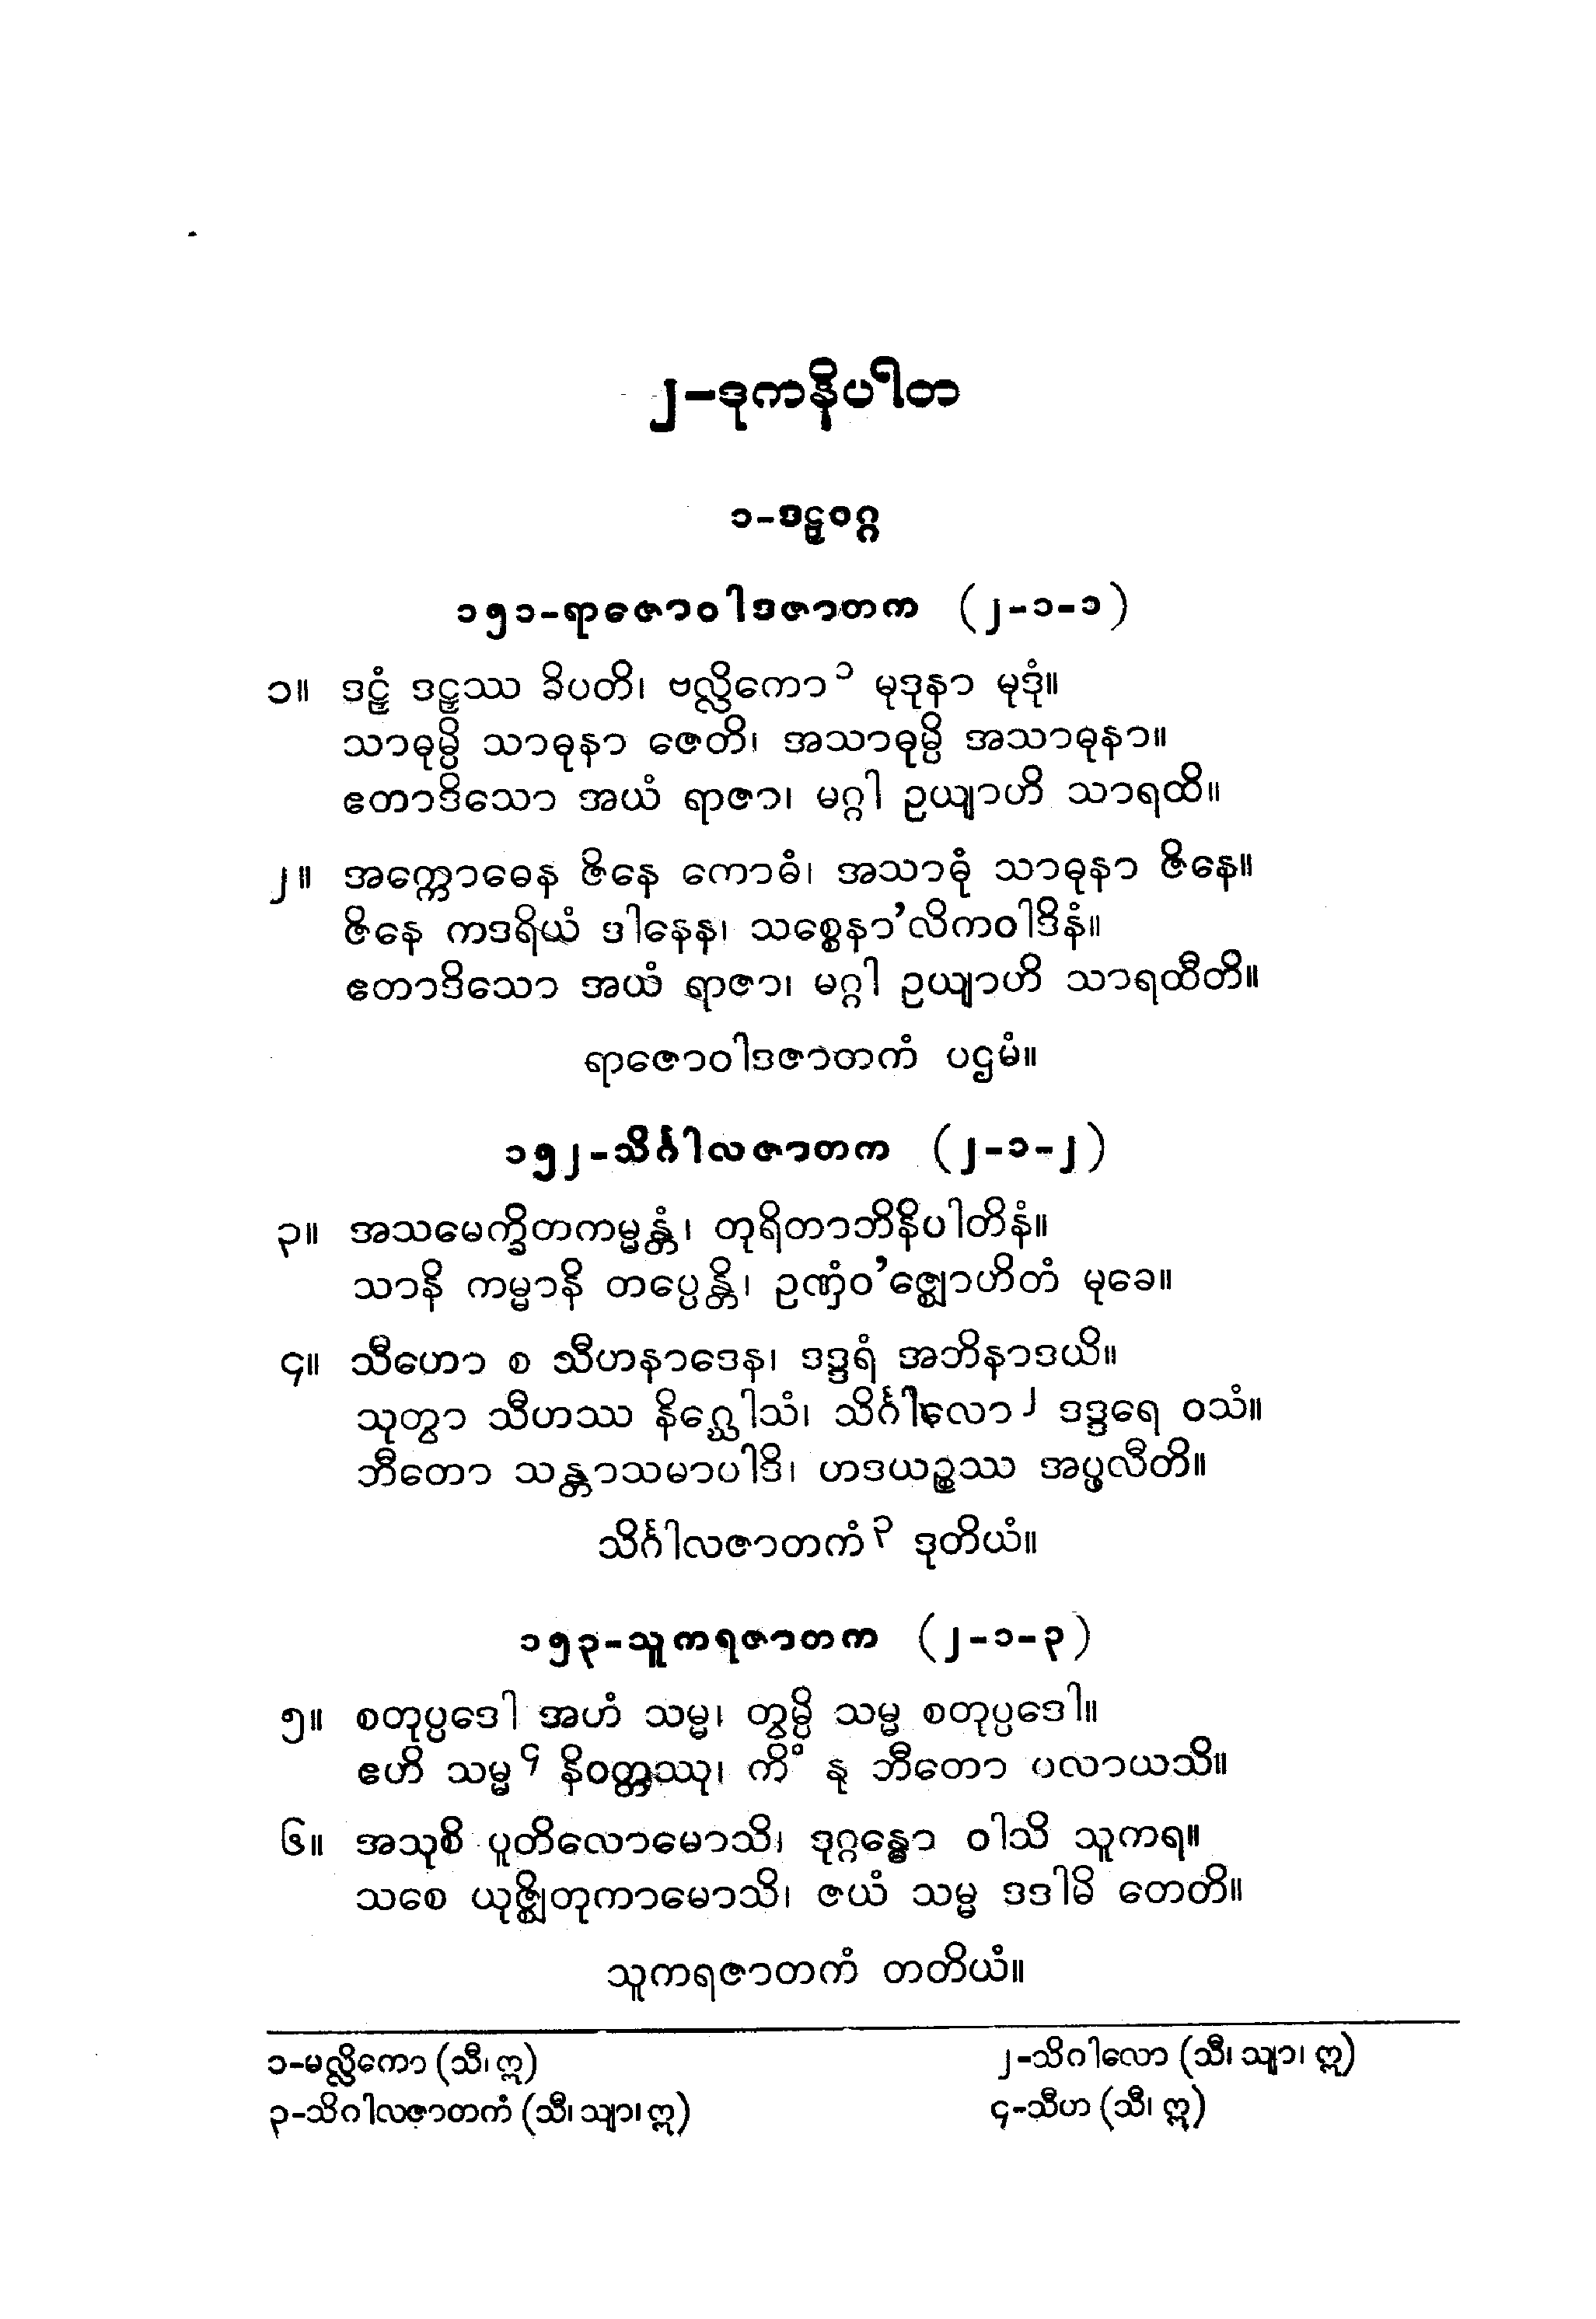 ၂-ဒုကနိပါတ
၁-ဒဠှဝဂ္ဂ
၁၅၁-ရာဇောဝါဒဇာတက (၂-၁-၁)
၁။ ဒဠှံ ဒဠှဿ ခိပတိ၊ ဗလ္လိကော၁ မုဒုနာ မုဒုံ။
သာဓုမ္ပိ သာဓုနာ ဇေတိ၊ အသာဓုမ္ပိ အသာဓုနာ။
ဧတာဒိသော အယံ ရာဇာ၊ မဂ္ဂါ ဥယျာဟိ သာရထိ။
၂။ အက္ကောဓေန ဇိနေ ကောဓံ၊ အသာဓုံ သာဓုနာ ဇိနေ။
ဇိနေ ကဒရိယံ ဒါနေန၊ သစ္စေနာ’လိကဝါဒိနံ။
ဧတာဒိသော အယံ ရာဇာ၊ မဂ္ဂါ ဥယျာဟိ သာရထီတိ။
ရာဇောဝါဒဇာတကံ ပဌမံ။
၁၅၂-သိင်္ဂါလဇာတက (၂-၁-၂)
၃။ အသမေက္ခိတကမ္မန္တံ၊ တုရိတာဘိနိပါတိနံ။
သာနိ ကမ္မာနိ တပ္ပေန္တိ၊ ဥဏှံဝ’ဇ္ဈောဟိတံ မုခေ။
၄။ သီဟော စ သီဟနာဒေန၊ ဒဒ္ဒရံ အဘိနာဒယိ။
သုတွာ သီဟဿ နိဂ္ဃေါသံ၊ သိင်္ဂါလော၂ ဒဒ္ဒရေ ဝသံ။
ဘီတော သန္တာသမာပါဒိ၊ ဟဒယဉ္စဿ အပ္ဖလီတိ။
သိင်္ဂါလဇာတကံ၃ ဒုတိယံ။
၁၅၃-သူကရဇာတက (၂-၁-၃)
၅။ စတုပ္ပဒေါ အဟံ သမ္မ၊ တွမ္ပိ သမ္မ စတုပ္ပဒေါ။
ဧဟိ သမ္မ၄ နိဝတ္တဿု၊ ကိံ နု ဘီတော ပလာယသိ။
၆။ အသုစိ ပူတိလောမောသိ၊ ဒုဂ္ဂန္ဓော ဝါသိ သူကရ။
သစေ ယုဇ္ဈိတုကာမောသိ၊ ဇယံ သမ္မ ဒဒါမိ တေတိ။
သူကရဇာတကံ တတိယံ။
၁-မလ္လိကော (သီ၊ ဣ)
၂-သိဂါလော (သီ၊ သျာ၊ ဣ)
၃-သိဂါလဇာတကံ (သီ၊ သျာ၊ ဣ)
၄-သီဟ (သီ၊ ဣ)